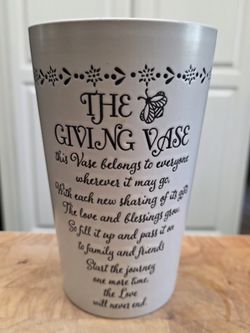 THE
GIVING VASE
this Vase belongs to everyone
wherever it may go,
With each new sharing of its gifts
The love and blessings grow.
So fill it up and pass it on
to family and friends
Start the journey
one more time,
the Love
will never end.